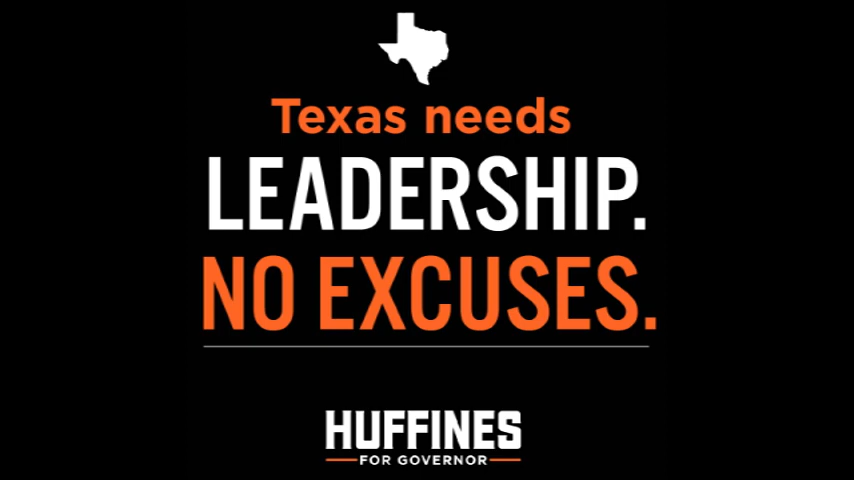 Texas needs
LEADERSHIP.
NO EXCUSES.
HUFFINES
FOR GOVERNOR